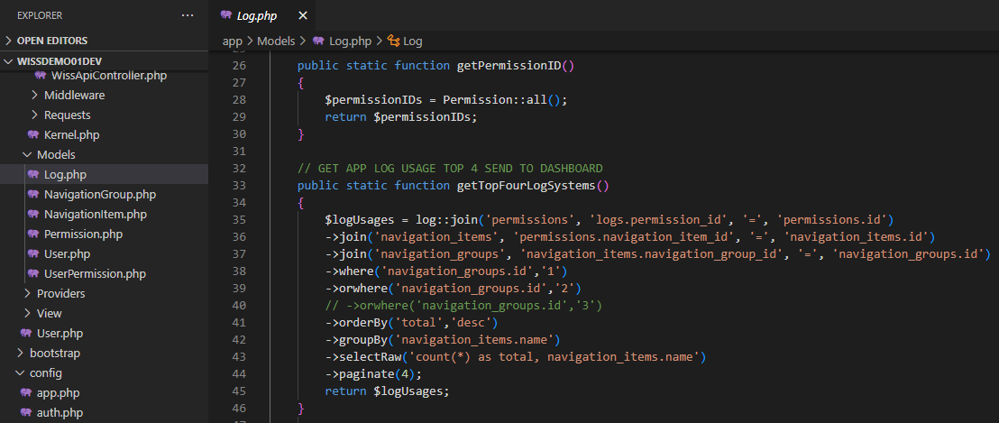 EXPLORER
···
OPEN EDITORS
WISSDEMO01DEV
WissApiController.php
Middleware
Requests
Kernel.php
Models
Log.php
NavigationGroup.php
NavigationItem.php
Permission.php
User.php
UserPermission.php
Providers
View
User.php
bootstrap
config
app.php
auth.php
Log.php
app > Models > Log.php > Log
26 public static function getPermissionID()
27 {
28 $permissionIDs = Permission::all();
29 return $permissionIDs;
30 }
31
32 // GET APP LOG USAGE TOP 4 SEND TO DASHBOARD
33 public static function getTopFourLogSystems()
34 {
35 $logUsages = log::join('permissions', 'logs.permission_id', '=', 'permissions.id')
36 ->join('navigation_items', 'permissions.navigation_item_id', '=', 'navigation_items.id')
37 ->join('navigation_groups', 'navigation_items.navigation_group_id', '=', 'navigation_groups.id')
38 ->where('navigation_groups.id','1')
39 ->orwhere('navigation_groups.id','2')
40 // ->orwhere('navigation_groups.id','3')
41 ->orderBy('total','desc')
42 ->groupBy('navigation_items.name')
43 ->selectRaw('count(*) as total, navigation_items.name')
44 ->paginate(4);
45 return $logUsages;
46 }